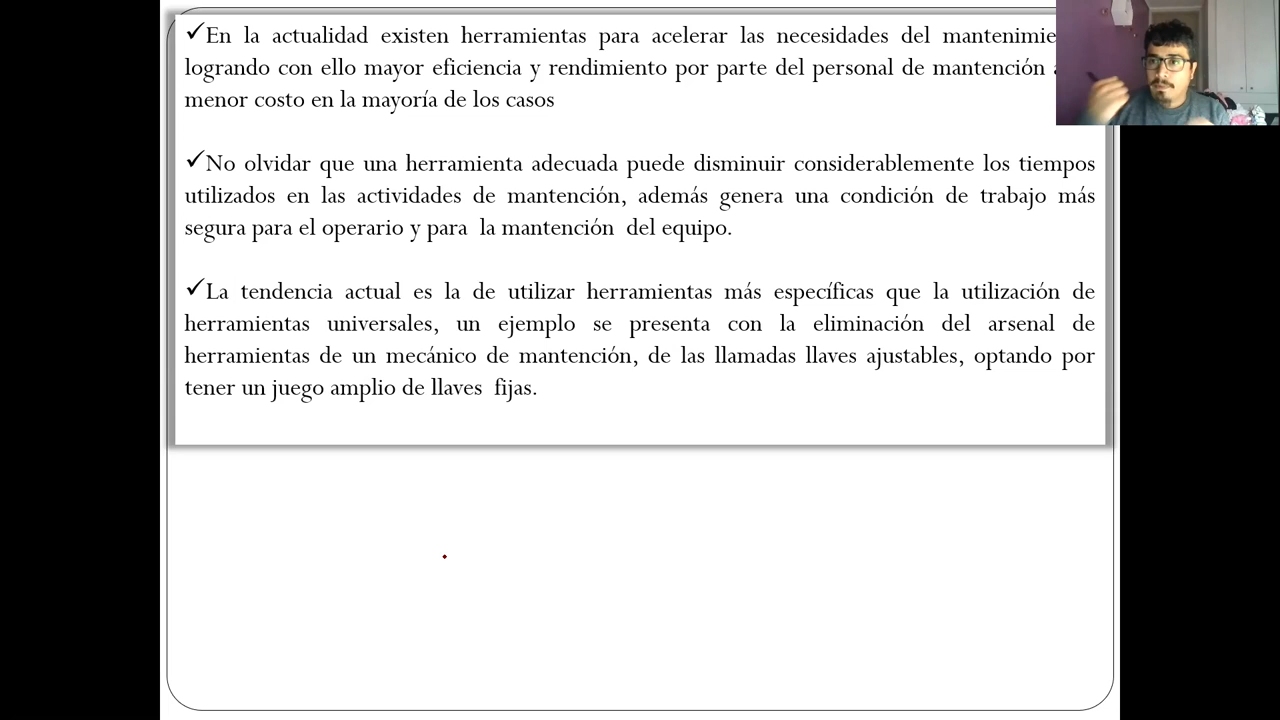 ✓En la actualidad existen herramientas para acelerar las necesidades del
logrando con ello mayor eficiencia y rendimiento por parte del personal de mantención
menor costo en la mayoría de los casos
✓No olvidar que una herramienta adecuada puede disminuir considerablemente los tiempos
utilizados en las actividades de mantención, además genera una condición de trabajo más
segura para el operario y para la mantención del equipo.
✓La tendencia actual es la de utilizar herramientas más específicas que la utilización de
herramientas universales, un ejemplo se presenta con la eliminación del arsenal de
herramientas de un mecánico de mantención, de las llamadas llaves ajustables, optando por
tener un juego amplio de llaves fijas.